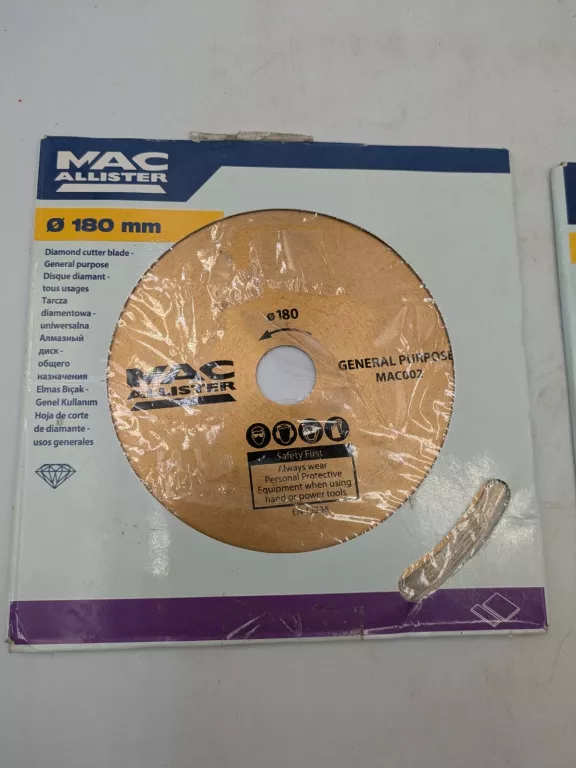 MAC
ALLISTER
Ø 180 mm
Diamond cutter blade -
General purpose
Disque diamant -
tous usages
Tarcza
diamentowa -
uniwersalna
Алмазный
диск -
общего
назначения
Elmas Bıçak -
Genel Kullanım
Hoja de corte
de diamante -
usos generales
ø 180
MAC
ALLISTER
GENERAL PURPOSE
MAC002
Safety First
Always wear
Personal Protective
Equipment when using
hand or power tools